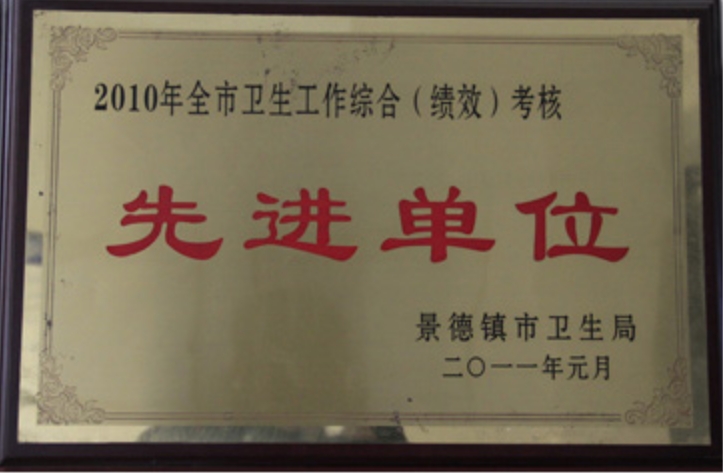 2010年全市卫生工作综合（绩效）考核
先进单位
景德镇市卫生局
二〇一一年元月